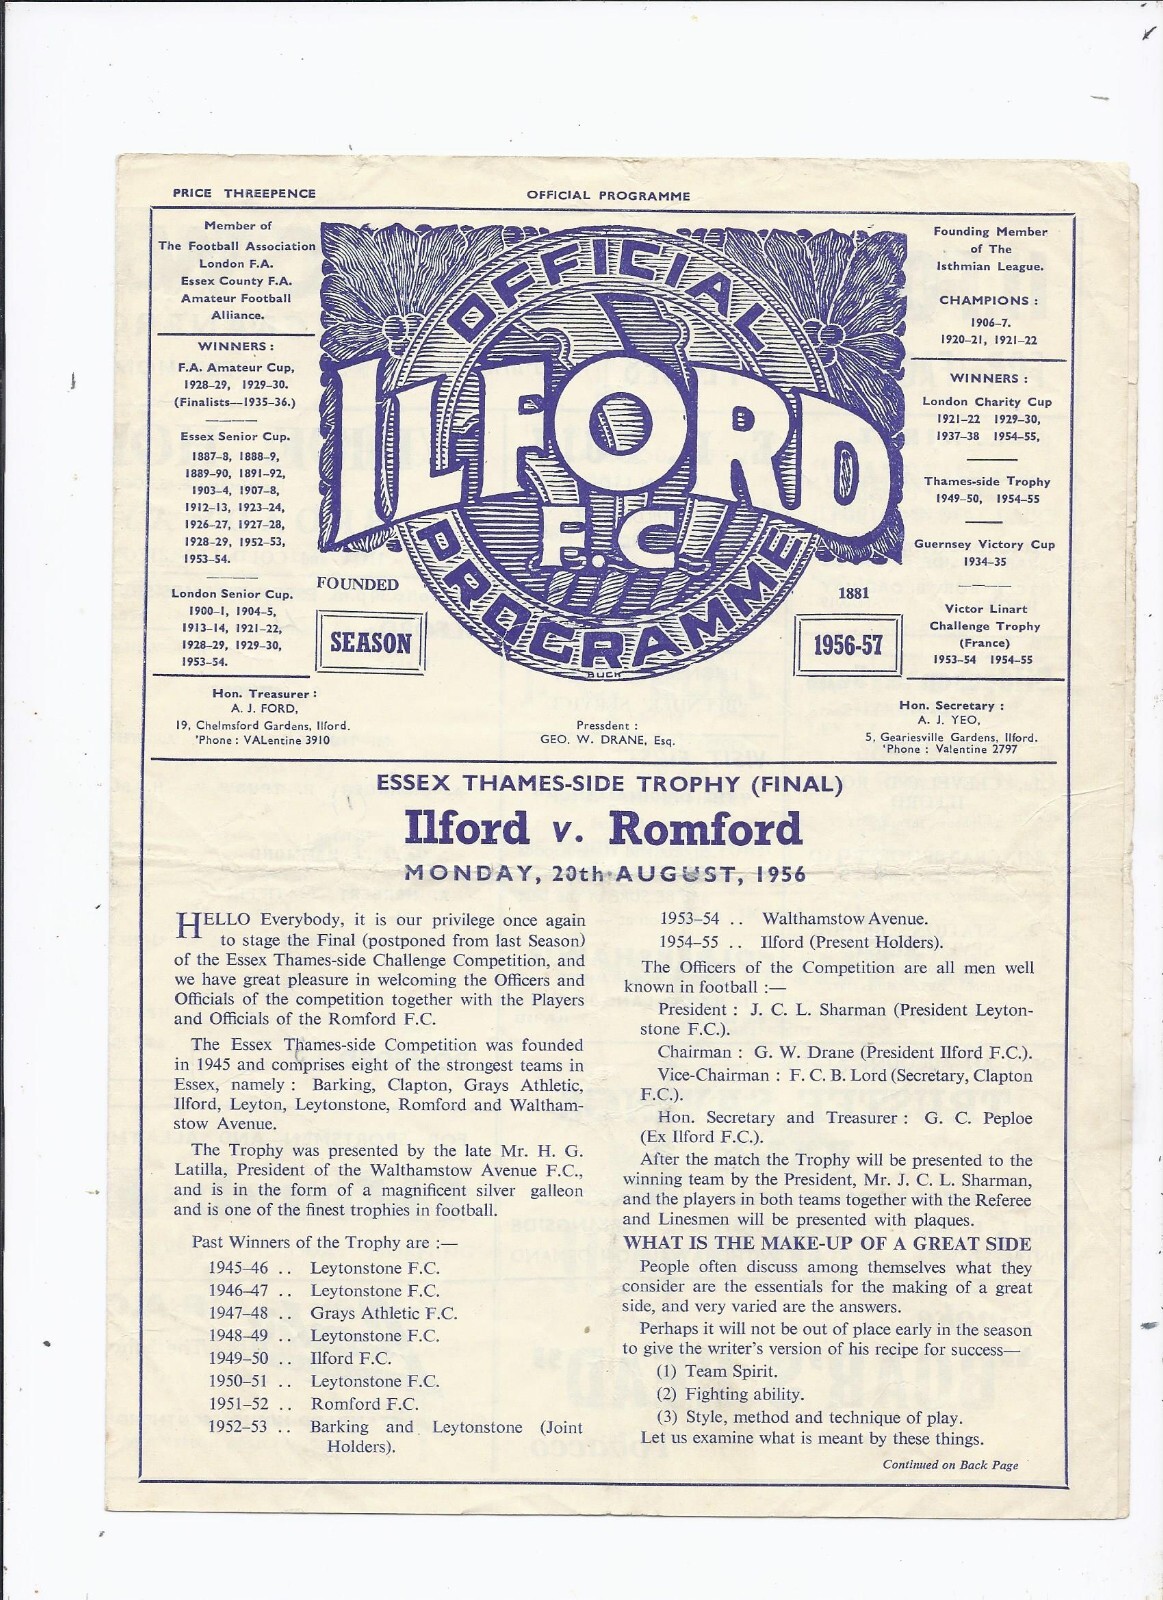 PRICE THREEPENCE
OFFICIAL PROGRAMME
Member of
The Football Association
London F.A.
Essex County F.A.
Amateur Football
Alliance.
WINNERS :
F.A. Amateur Cup,
1928-29, 1929-30.
(Finalists—1935-36.)
Essex Senior Cup.
1887-8, 1888-9,
1889-90, 1891-92,
1903-4, 1907-8,
1912-13, 1923-24,
1926-27, 1927-28,
1928-29, 1952-53,
1953-54.
London Senior Cup.
1900-1, 1904-5,
1913-14, 1921-22,
1928-29, 1929-30,
1953-54.
OFFICIAL
ILFORD
F.C.
PROGRAMME
BUCK
FOUNDED
1881
SEASON
1956-57
Founding Member
of The
Isthmian League.
CHAMPIONS :
1906-7.
1920-21, 1921-22
WINNERS :
London Charity Cup
1921-22 1929-30,
1937-38 1954-55,
Thames-side Trophy
1949-50, 1954-55
Guernsey Victory Cup
1934-35
Victor Linart
Challenge Trophy
(France)
1953-54 1954-55
Hon. Treasurer :
A. J. FORD,
19, Chelmsford Gardens, Ilford.
'Phone : VALentine 3910
Pressdent :
GEO. W. DRANE, Esq.
Hon. Secretary :
A. J. YEO,
5, Geariesville Gardens, Ilford.
'Phone : Valentine 2797
ESSEX THAMES-SIDE TROPHY (FINAL)
Ilford v. Romford
MONDAY, 20th AUGUST, 1956
HELLO Everybody, it is our privilege once again
to stage the Final (postponed from last Season)
of the Essex Thames-side Challenge Competition, and
we have great pleasure in welcoming the Officers and
Officials of the competition together with the Players
and Officials of the Romford F.C.
The Essex Thames-side Competition was founded
in 1945 and comprises eight of the strongest teams in
Essex, namely : Barking, Clapton, Grays Athletic,
Ilford, Leyton, Leytonstone, Romford and Waltham-
stow Avenue.
The Trophy was presented by the late Mr. H. G.
Latilla, President of the Walthamstow Avenue F.C.,
and is in the form of a magnificent silver galleon
and is one of the finest trophies in football.
Past Winners of the Trophy are :—
1945-46 .. Leytonstone F.C.
1946-47 .. Leytonstone F.C.
1947-48 .. Grays Athletic F.C.
1948-49 .. Leytonstone F.C.
1949-50 .. Ilford F.C.
1950-51 .. Leytonstone F.C.
1951-52 .. Romford F.C.
1952-53 .. Barking and Leytonstone (Joint
Holders).
1953-54 .. Walthamstow Avenue.
1954-55 .. Ilford (Present Holders).
The Officers of the Competition are all men well
known in football :—
President : J. C. L. Sharman (President Leyton-
stone F.C.).
Chairman : G. W. Drane (President Ilford F.C.).
Vice-Chairman : F. C. B. Lord (Secretary, Clapton
F.C.).
Hon. Secretary and Treasurer : G. C. Peploe
(Ex Ilford F.C.).
After the match the Trophy will be presented to the
winning team by the President, Mr. J. C. L. Sharman,
and the players in both teams together with the Referee
and Linesmen will be presented with plaques.
WHAT IS THE MAKE-UP OF A GREAT SIDE
People often discuss among themselves what they
consider are the essentials for the making of a great
side, and very varied are the answers.
Perhaps it will not be out of place early in the season
to give the writer's version of his recipe for success—
(1) Team Spirit.
(2) Fighting ability.
(3) Style, method and technique of play.
Let us examine what is meant by these things.
Continued on Back Page